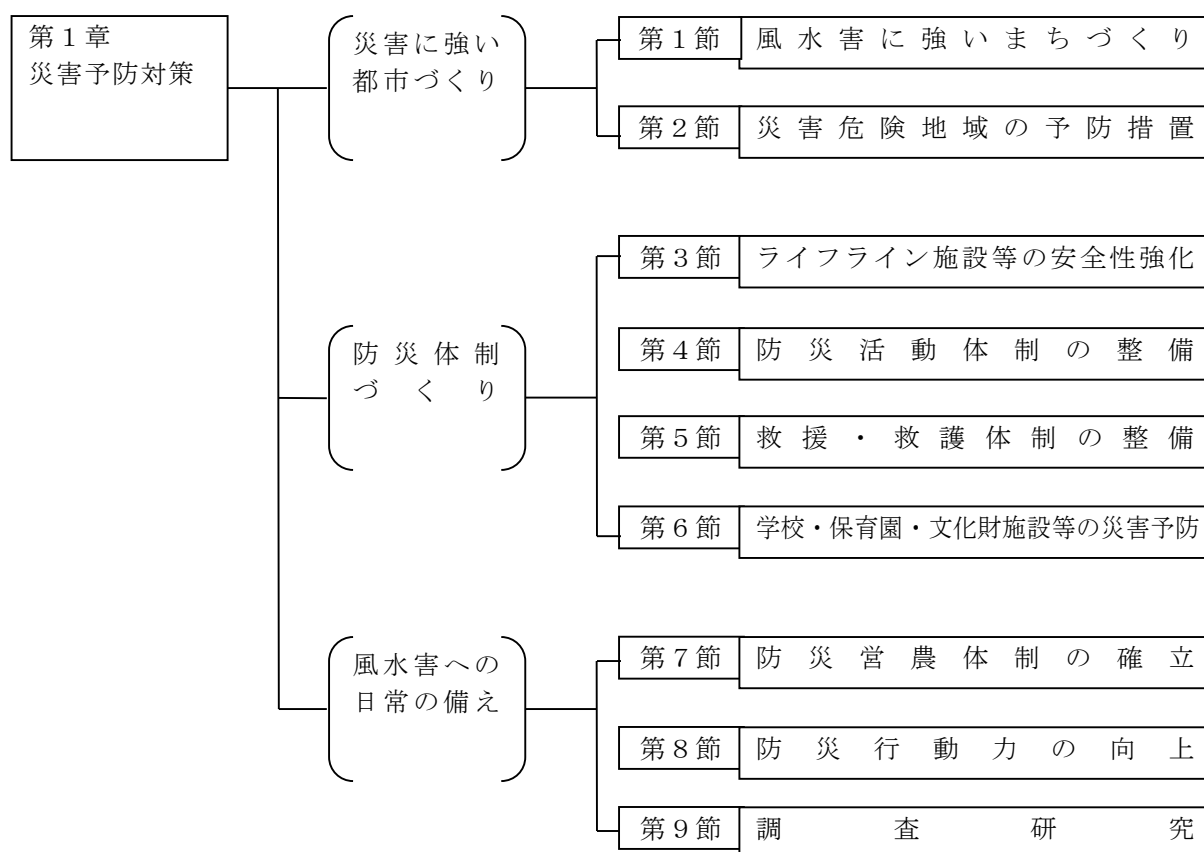 第１章
災害予防対策
災害に強い
都市づくり
第１節 風水害に強いまちづくり
第２節 災害危険地域の予防措置
防災体制
づくり
第３節 ライフライン施設等の安全性強化
第４節 防災活動体制の整備
第５節 救援・救護体制の整備
第６節 学校・保育園・文化財施設等の災害予防
風水害への
日常の備え
第７節 防災営農体制の確立
第８節 防災行動力の向上
第９節 調査研究